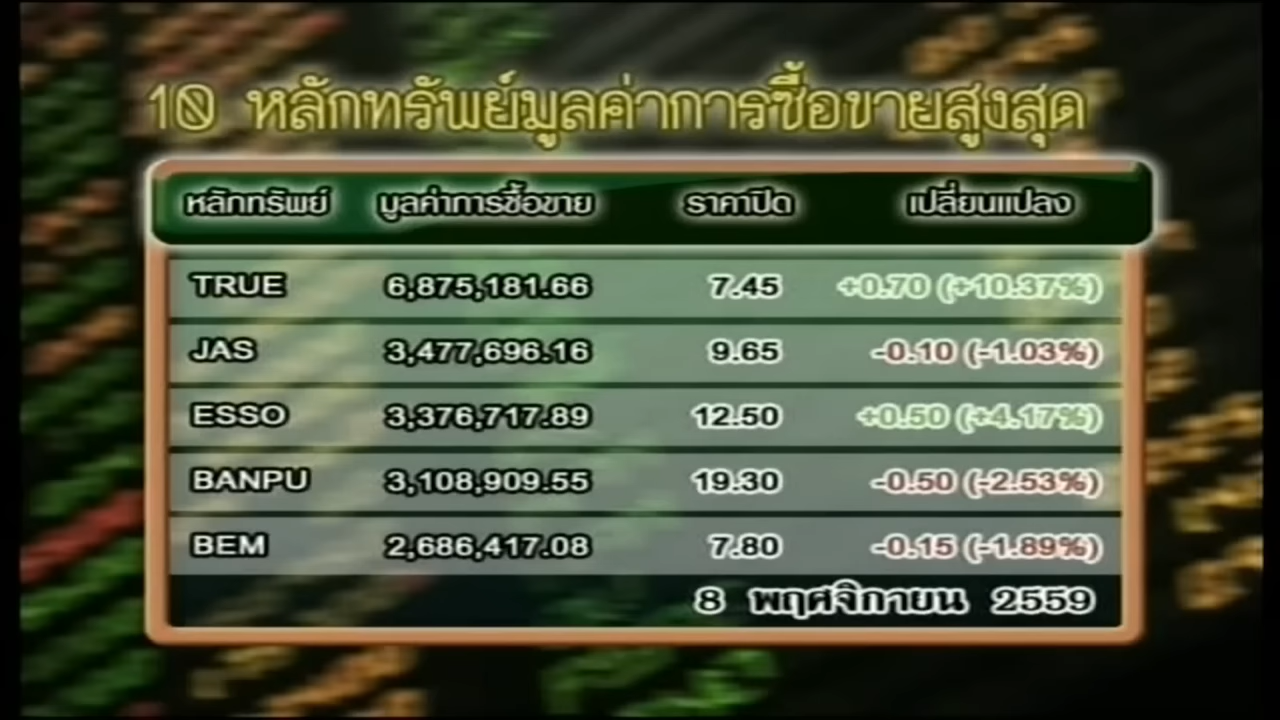 10 หลักทรัพย์มูลค่าการซื้อขายสูงสุด
หลักทรัพย์ มูลค่าการซื้อขาย ราคาปิด เปลี่ยนแปลง
TRUE 6,875,181.66 7.45 +0.70 (+10.37%)
JAS 3,477,696.16 9.65 -0.10 (-1.03%)
ESSO 3,376,717.89 12.50 +0.50 (+4.17%)
BANPU 3,108,909.55 19.30 -0.50 (-2.53%)
BEM 2,686,417.08 7.80 -0.15 (-1.89%)
8 พฤศจิกายน 2559